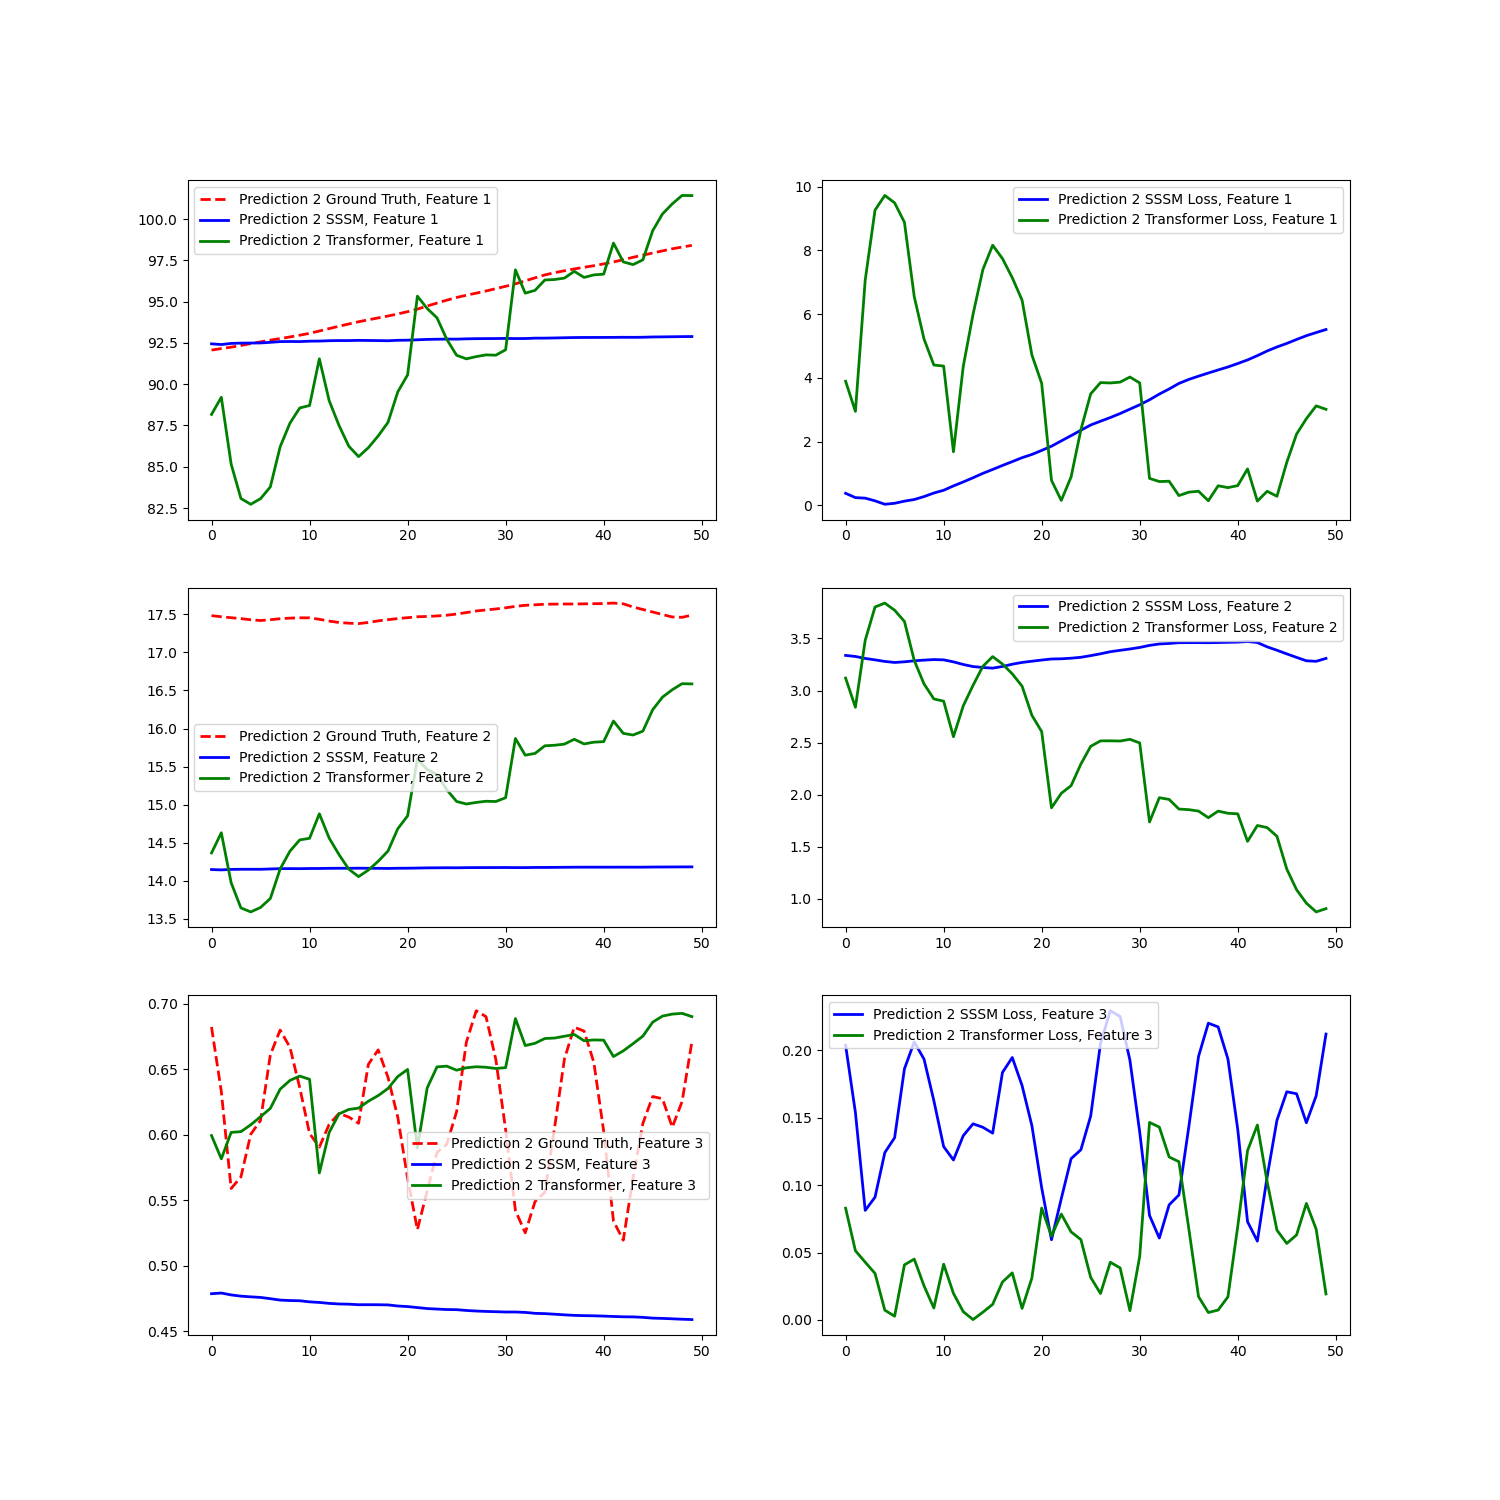 Prediction 2 Ground Truth, Feature 1
Prediction 2 SSSM, Feature 1
Prediction 2 Transformer, Feature 1
100.0
97.5
95.0
92.5
90.0
87.5
85.0
82.5
0 10 20 30 40 50
Prediction 2 SSSM Loss, Feature 1
Prediction 2 Transformer Loss, Feature 1
10
8
6
4
2
0
0 10 20 30 40 50
Prediction 2 Ground Truth, Feature 2
Prediction 2 SSSM, Feature 2
Prediction 2 Transformer, Feature 2
17.5
17.0
16.5
16.0
15.5
15.0
14.5
14.0
13.5
0 10 20 30 40 50
Prediction 2 SSSM Loss, Feature 2
Prediction 2 Transformer Loss, Feature 2
3.5
3.0
2.5
2.0
1.5
1.0
0 10 20 30 40 50
Prediction 2 Ground Truth, Feature 3
Prediction 2 SSSM, Feature 3
Prediction 2 Transformer, Feature 3
0.70
0.65
0.60
0.55
0.50
0.45
0 10 20 30 40 50
Prediction 2 SSSM Loss, Feature 3
Prediction 2 Transformer Loss, Feature 3
0.20
0.15
0.10
0.05
0.00
0 10 20 30 40 50